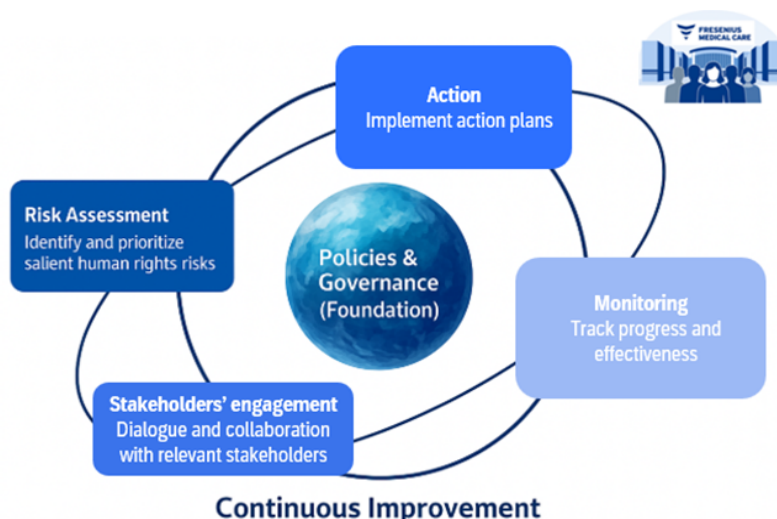 FRESENIUS
MEDICAL CARE
Action
Implement action plans
Risk Assessment
Identify and prioritize
salient human rights risks
Policies &
Governance
(Foundation)
Monitoring
Track progress and
effectiveness
Stakeholders’ engagement
Dialogue and collaboration
with relevant stakeholders
Continuous Improvement